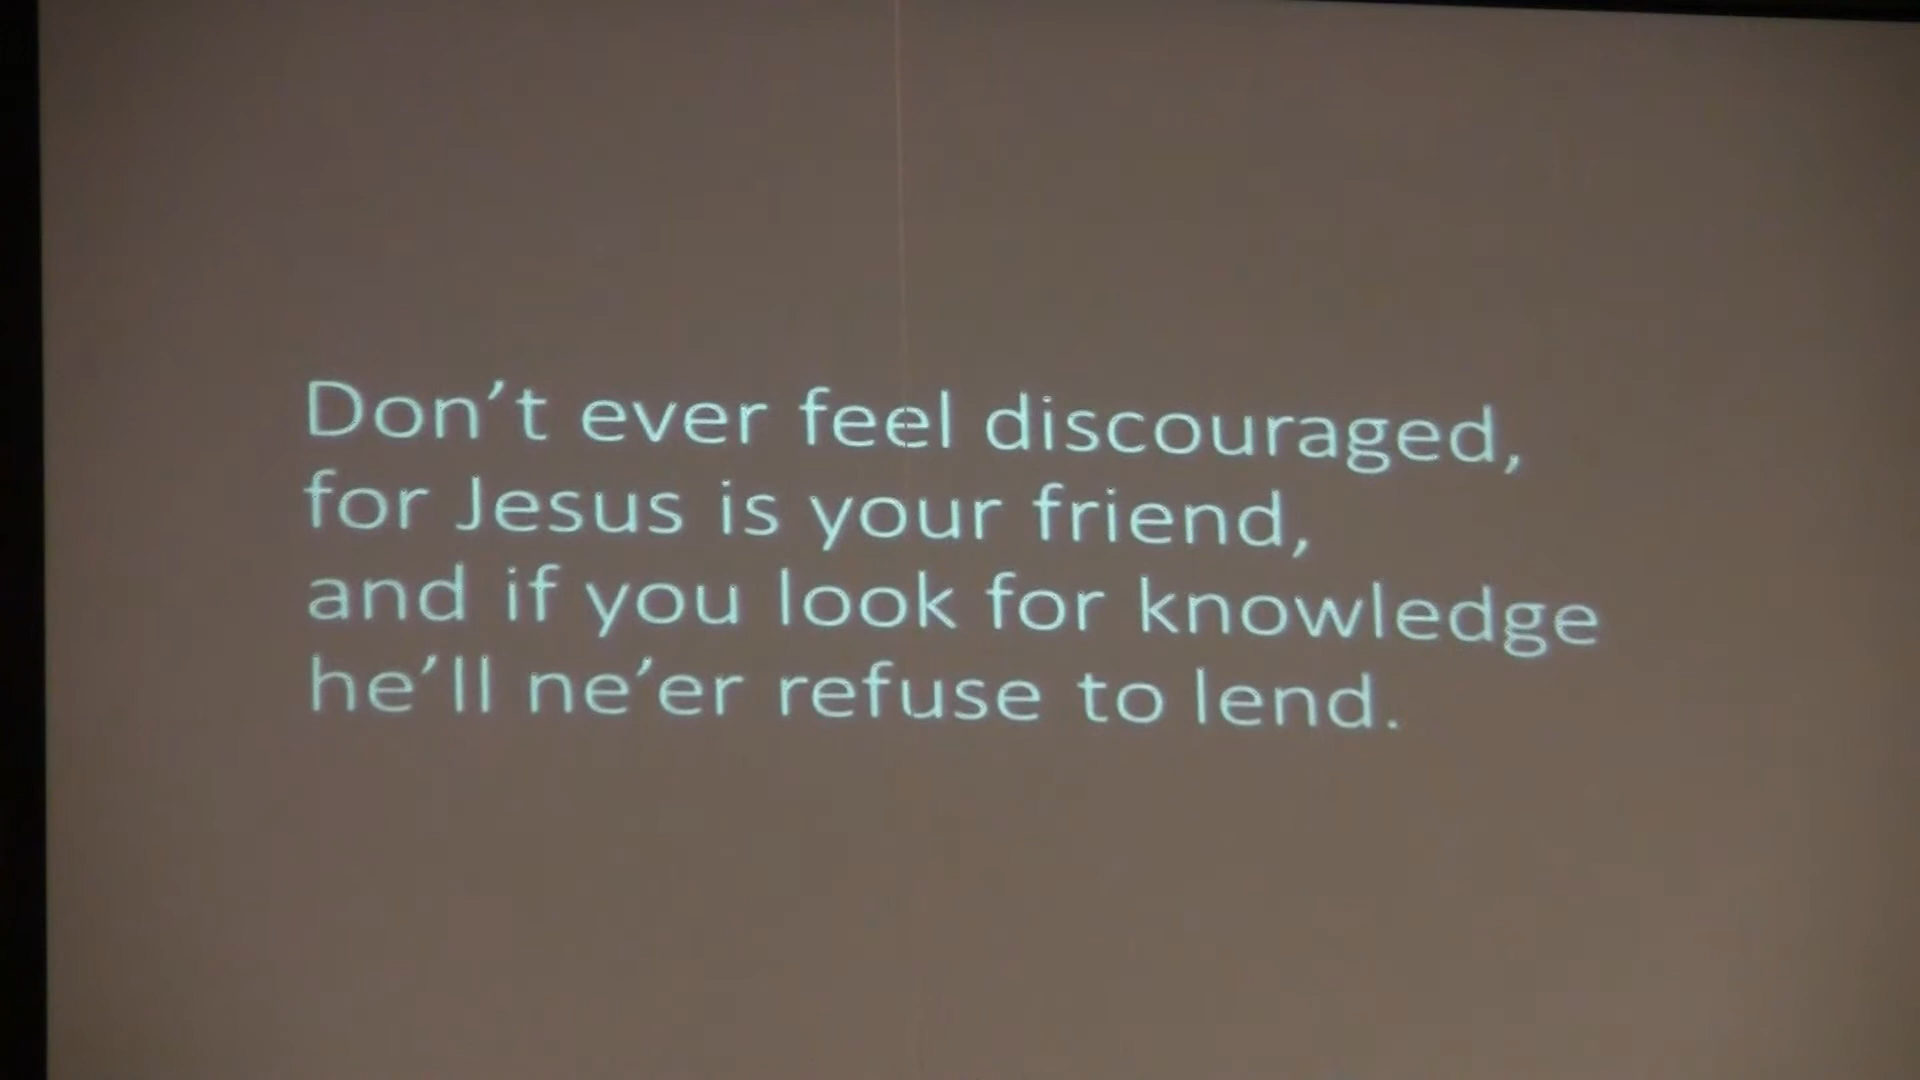 Don’t ever feel discouraged,
for Jesus is your friend,
and if you look for knowledge
he’ll ne’er refuse to lend.